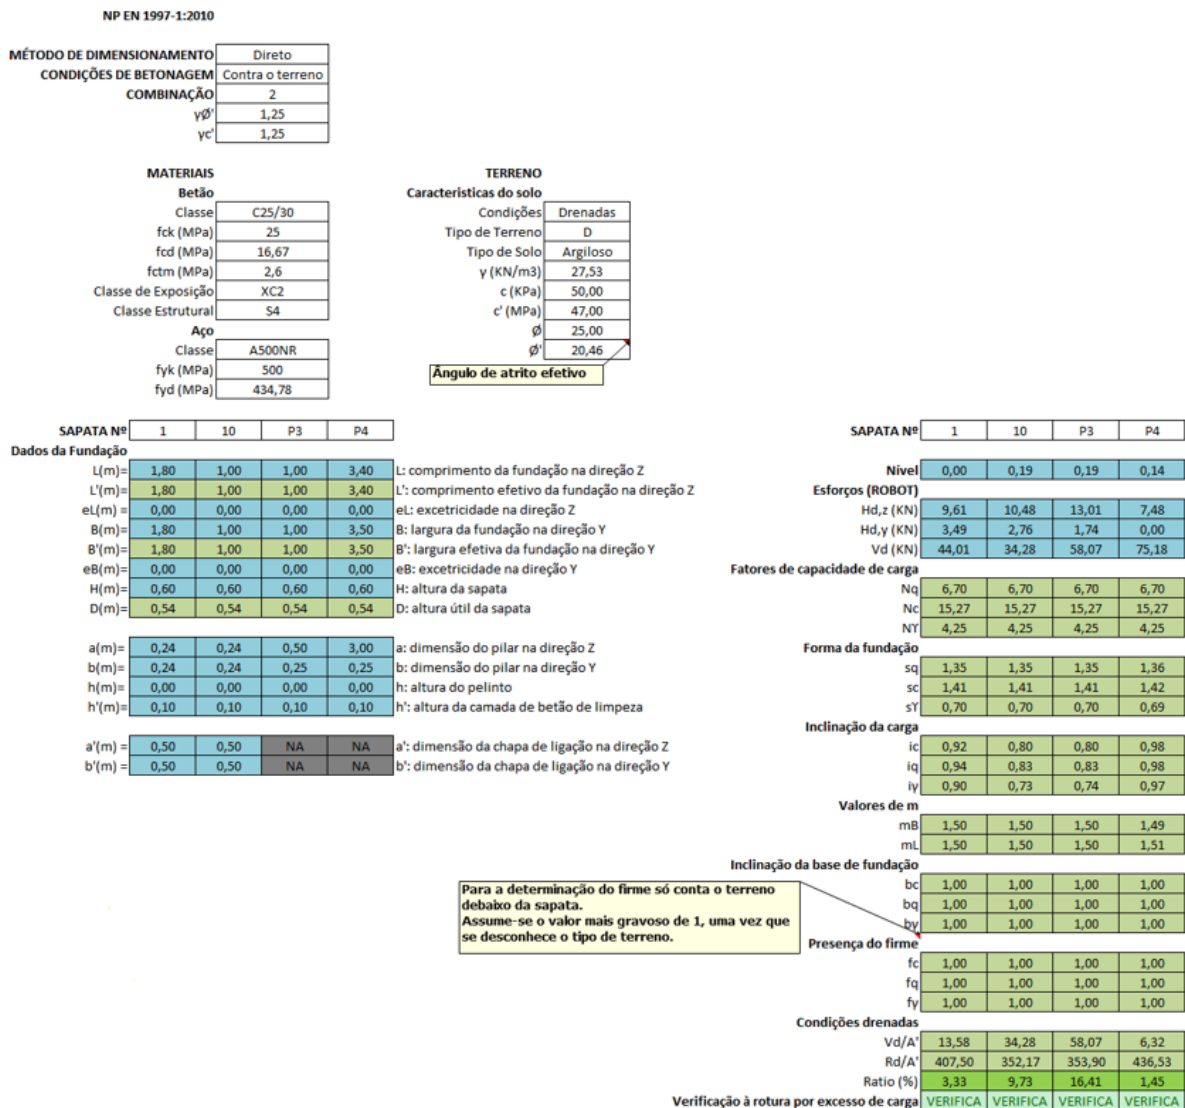 NP EN 1997-1:2010
MÉTODO DE DIMENSIONAMENTO Direto
CONDIÇÕES DE BETONAGEM Contra o terreno
COMBINAÇÃO 2
γØ' 1,25
γc' 1,25
MATERIAIS
Betão
Classe C25/30
fck (MPa) 25
fcd (MPa) 16,67
fctm (MPa) 2,6
Classe de Exposição XC2
Classe Estrutural S4
Aço
Classe A500NR
fyk (MPa) 500
fyd (MPa) 434,78
TERRENO
Caracteristicas do solo
Condições Drenadas
Tipo de Terreno D
Tipo de Solo Argiloso
γ (KN/m3) 27,53
c (KPa) 50,00
c' (MPa) 47,00
Ø 25,00
Ø' 20,46
Ângulo de atrito efetivo
SAPATA Nº 1 10 P3 P4
Dados da Fundação
L(m)= 1,80 1,00 1,00 3,40 L: comprimento da fundação na direção Z
L'(m)= 1,80 1,00 1,00 3,40 L': comprimento efetivo da fundação na direção Z
eL(m) = 0,00 0,00 0,00 0,00 eL: excetricidade na direção Z
B(m)= 1,80 1,00 1,00 3,50 B: largura da fundação na direção Y
B'(m)= 1,80 1,00 1,00 3,50 B': largura efetiva da fundação na direção Y
eB(m)= 0,00 0,00 0,00 0,00 eB: excetricidade na direção Y
H(m)= 0,60 0,60 0,60 0,60 H: altura da sapata
D(m)= 0,54 0,54 0,54 0,54 D: altura útil da sapata
a(m)= 0,24 0,24 0,50 3,00 a: dimensão do pilar na direção Z
b(m)= 0,24 0,24 0,25 0,25 b: dimensão do pilar na direção Y
h(m)= 0,00 0,00 0,00 0,00 h: altura do pelinto
h'(m)= 0,10 0,10 0,10 0,10 h': altura da camada de betão de limpeza
a'(m) = 0,50 0,50 NA NA a': dimensão da chapa de ligação na direção Z
b'(m) = 0,50 0,50 NA NA b': dimensão da chapa de ligação na direção Y
SAPATA Nº 1 10 P3 P4
Nível 0,00 0,19 0,19 0,14
Esforços (ROBOT)
Hd,z (KN) 9,61 10,48 13,01 7,48
Hd,y (KN) 3,49 2,76 1,74 0,00
Vd (KN) 44,01 34,28 58,07 75,18
Fatores de capacidade de carga
Nq 6,70 6,70 6,70 6,70
Nc 15,27 15,27 15,27 15,27
NY 4,25 4,25 4,25 4,25
Forma da fundação
sq 1,35 1,35 1,35 1,36
sc 1,41 1,41 1,41 1,42
sY 0,70 0,70 0,70 0,69
Inclinação da carga
ic 0,92 0,80 0,80 0,98
iq 0,94 0,83 0,83 0,98
iy 0,90 0,73 0,74 0,97
Valores de m
mB 1,50 1,50 1,50 1,49
mL 1,50 1,50 1,50 1,51
Inclinação da base de fundação
bc 1,00 1,00 1,00 1,00
bq 1,00 1,00 1,00 1,00
by 1,00 1,00 1,00 1,00
Para a determinação do firme só conta o terreno
debaixo da sapata.
Assume-se o valor mais gravoso de 1, uma vez que
se desconhece o tipo de terreno.
Presença do firme
fc 1,00 1,00 1,00 1,00
fq 1,00 1,00 1,00 1,00
fy 1,00 1,00 1,00 1,00
Condições drenadas
Vd/A' 13,58 34,28 58,07 6,32
Rd/A' 407,50 352,17 353,90 436,53
Ratio (%) 3,33 9,73 16,41 1,45
Verificação à rotura por excesso de carga VERIFICA VERIFICA VERIFICA VERIFICA